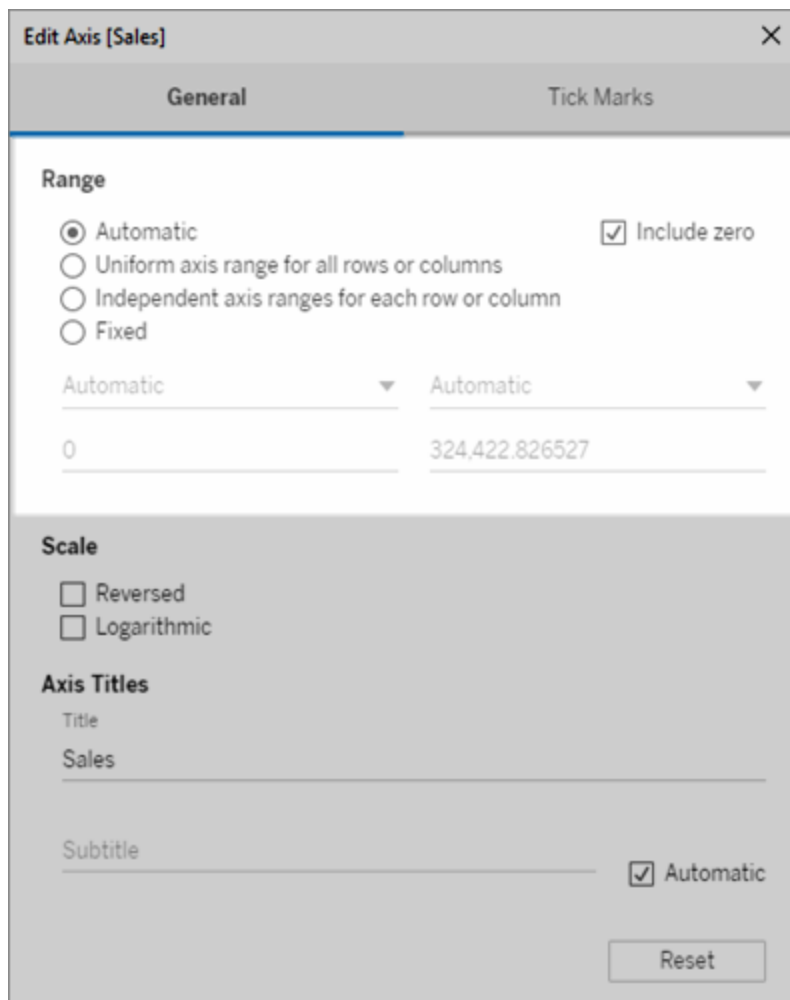 Edit Axis [Sales]
General
Tick Marks
Range
Automatic
Include zero
Uniform axis range for all rows or columns
Independent axis ranges for each row or column
Fixed
Automatic
Automatic
0
324,422.826527
Scale
Reversed
Logarithmic
Axis Titles
Title
Sales
Subtitle
Automatic
Reset